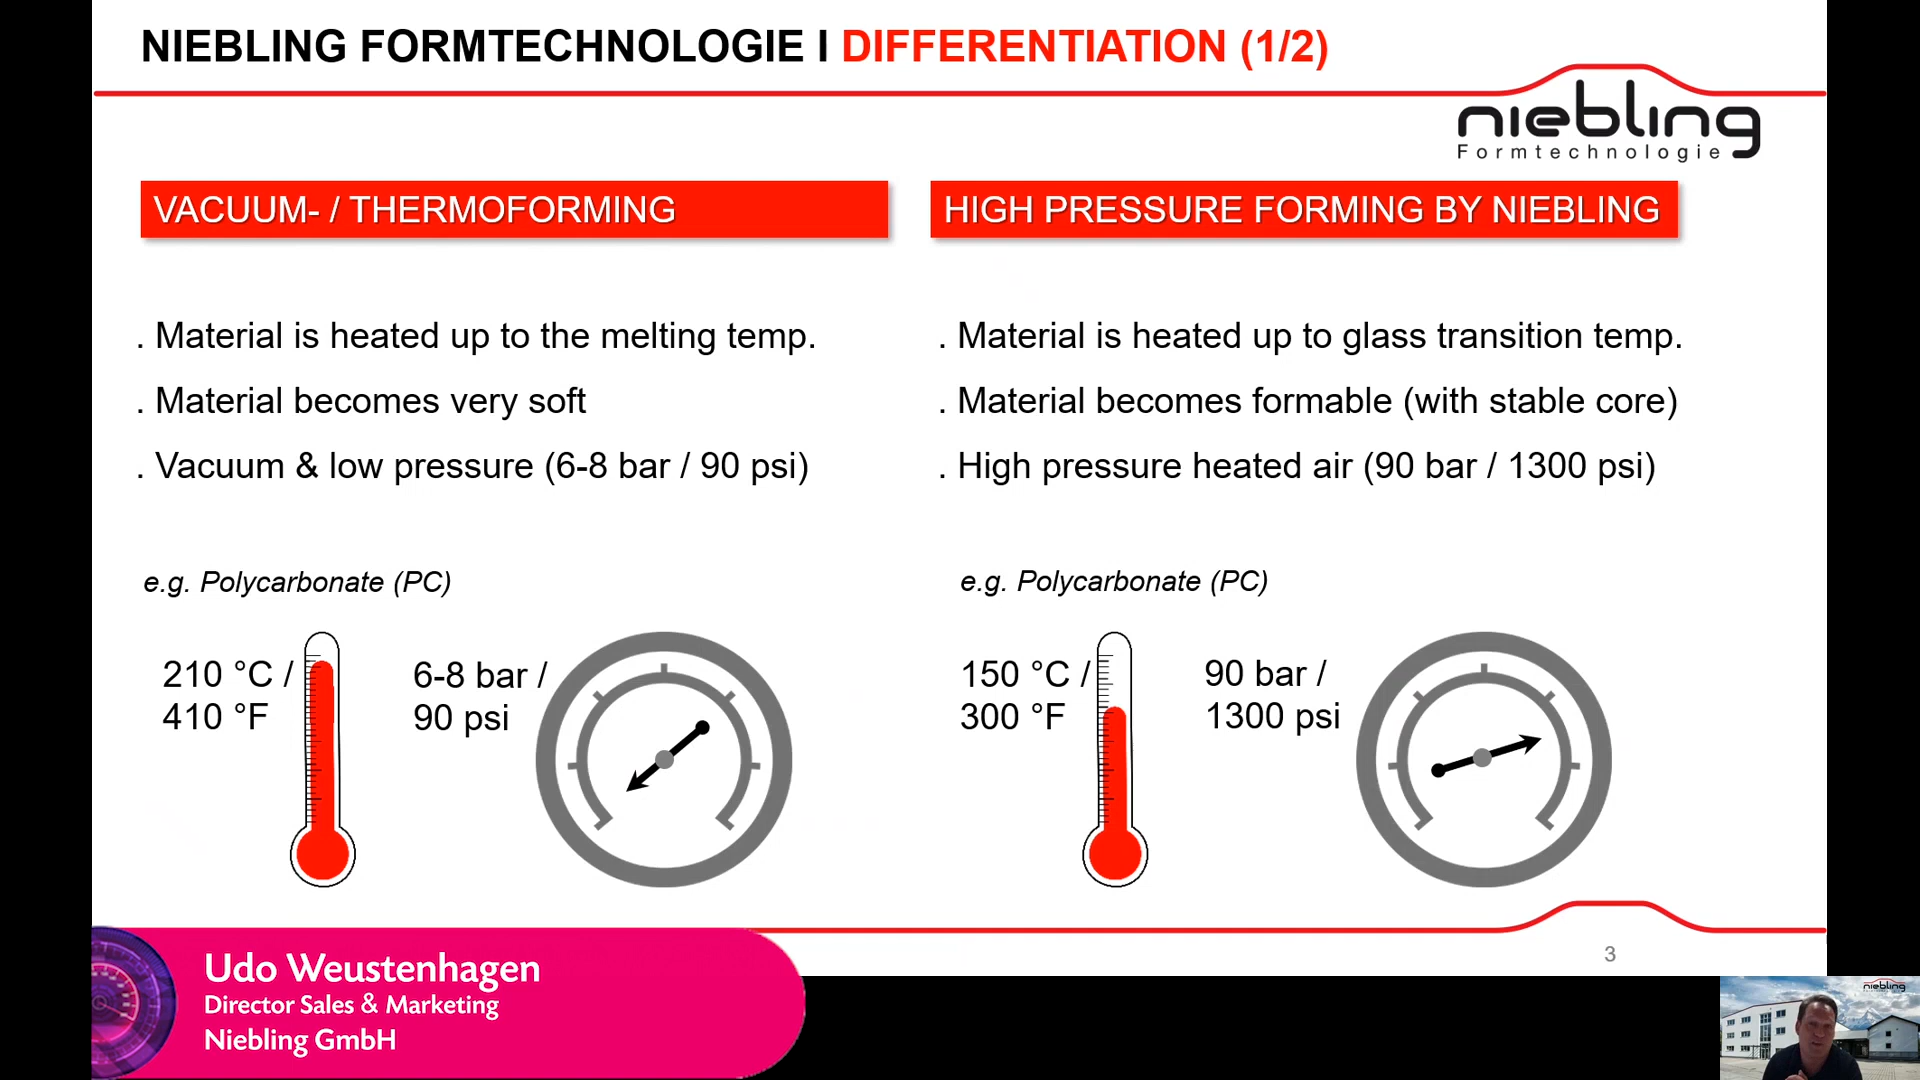 NIEBLING FORMTECHNOLOGIE I DIFFERENTIATION (1/2)
niebling
Formtechnologie
VACUUM- / THERMOFORMING
. Material is heated up to the melting temp.
. Material becomes very soft
. Vacuum & low pressure (6-8 bar / 90 psi)
e.g. Polycarbonate (PC)
210 °C /
410 °F
6-8 bar /
90 psi
HIGH PRESSURE FORMING BY NIEBLING
. Material is heated up to glass transition temp.
. Material becomes formable (with stable core)
. High pressure heated air (90 bar / 1300 psi)
e.g. Polycarbonate (PC)
150 °C /
300 °F
90 bar /
1300 psi
3
Udo Weustenhagen
Director Sales & Marketing
Niebling GmbH
niebling